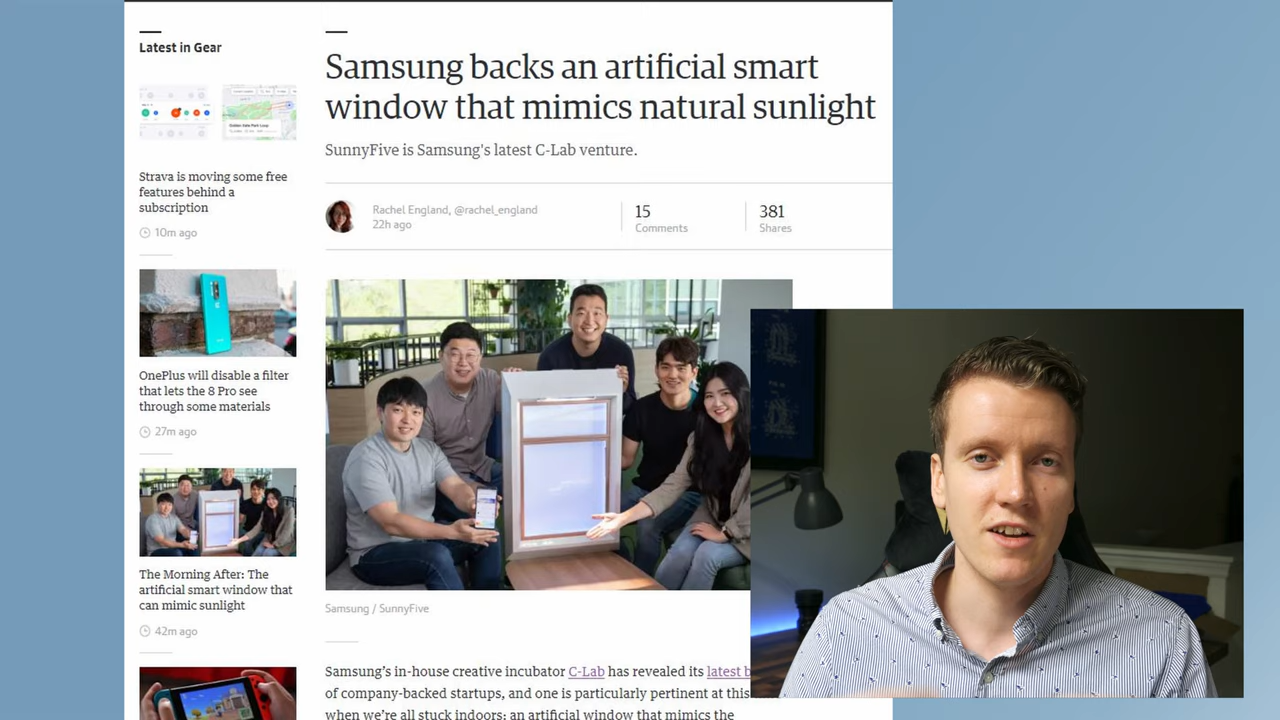 Latest in Gear
Strava is moving some free
features behind a
subscription
10m ago
OnePlus will disable a filter
that lets the 8 Pro see
through some materials
27m ago
The Morning After: The
artificial smart window that
can mimic sunlight
42m ago
Samsung backs an artificial smart
window that mimics natural sunlight
SunnyFive is Samsung's latest C-Lab venture.
Rachel England, @rachel_england
22h ago
15
Comments
381
Shares
Samsung / SunnyFive
Samsung’s in-house creative incubator C-Lab has revealed its latest
of company-backed startups, and one is particularly pertinent at this
when we’re all stuck indoors: an artificial window that mimics the